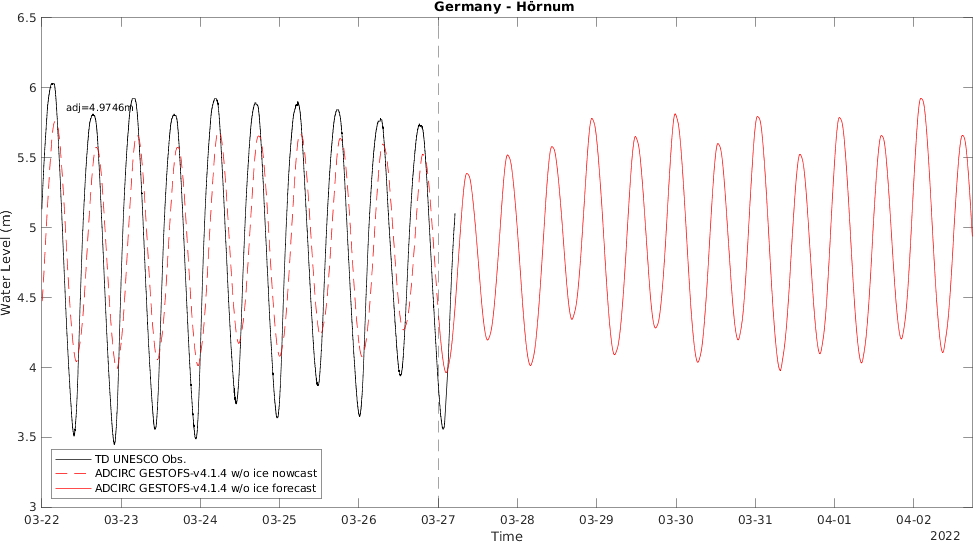 Germany - Hörnum
6.5
6
5.5
5
4.5
4
3.5
3
Water Level (m)
adj=4.9746m
TD UNESCO Obs.
ADCIRC GESTOFS-v4.1.4 w/o ice nowcast
ADCIRC GESTOFS-v4.1.4 w/o ice forecast
03-22 03-23 03-24 03-25 03-26 03-27 03-28 03-29 03-30 03-31 04-01 04-02
Time
2022